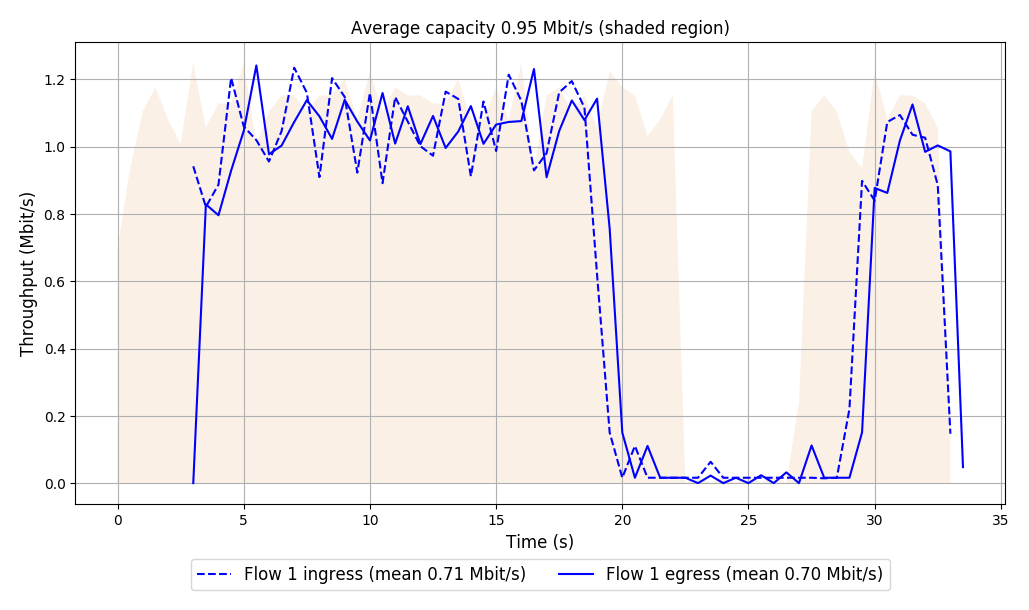 Average capacity 0.95 Mbit/s (shaded region)
Throughput (Mbit/s)
1.2
1.0
0.8
0.6
0.4
0.2
0.0
0 5 10 15 20 25 30 35
Time (s)
Flow 1 ingress (mean 0.71 Mbit/s) Flow 1 egress (mean 0.70 Mbit/s)